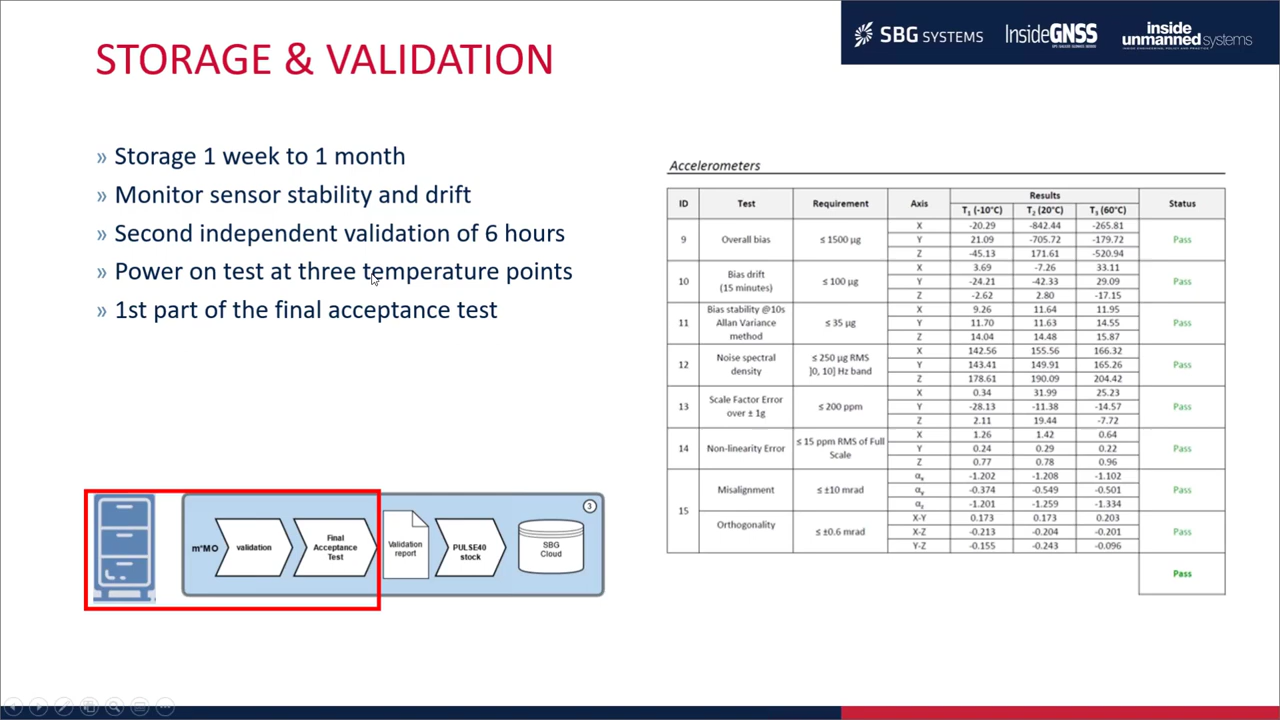 STORAGE & VALIDATION
SBG SYSTEMS
InsideGNSS
inside
unmanned systems
» Storage 1 week to 1 month
» Monitor sensor stability and drift
» Second independent validation of 6 hours
» Power on test at three temperature points
» 1st part of the final acceptance test
Accelerometers
ID Test Requirement Axis Results Status
T1 (-10°C) T2 (20°C) T3 (60°C)
9 Overall bias ≤ 1500 µg Pass
X -20.29 -842.44 -265.81
Y 21.09 -705.72 -179.72
Z -45.13 171.61 -520.94
10 Bias drift
(15 minutes)
≤ 100 µg Pass
X 3.69 -7.26 33.11
Y -24.21 -42.33 29.09
Z -2.62 2.80 -17.15
11 Bias stability @10s
Allan Variance
method
≤ 35 µg Pass
X 9.26 11.64 11.95
Y 11.70 11.63 14.55
Z 14.04 14.48 15.87
12 Noise spectral
density
≤ 250 µg RMS
]0, 10] Hz band
Pass
X 142.56 155.56 166.32
Y 143.41 149.91 165.26
Z 178.61 190.09 204.42
13 Scale Factor Error
over ± 1g
≤ 200 ppm Pass
X 0.34 31.99 25.23
Y -28.13 -11.38 -14.57
Z 2.11 19.44 -7.72
14 Non-linearity Error
≤ 15 ppm RMS of Full
Scale
Pass
X 1.26 1.42 0.64
Y 0.24 0.29 0.22
Z 0.77 0.78 0.96
15 Misalignment ≤ ±10 mrad Pass
αx -1.202 -1.208 -1.102
αy -0.374 -0.549 -0.501
αz -1.201 -1.259 -1.334
Orthogonality ≤ ±0.6 mrad Pass
X-Y 0.173 0.173 0.203
X-Z -0.213 -0.204 -0.201
Y-Z -0.155 -0.243 -0.096
Pass
3
m*MO
validation
Final
Acceptance
Test
Validation
report
PULSE40
stock
SBG
Cloud